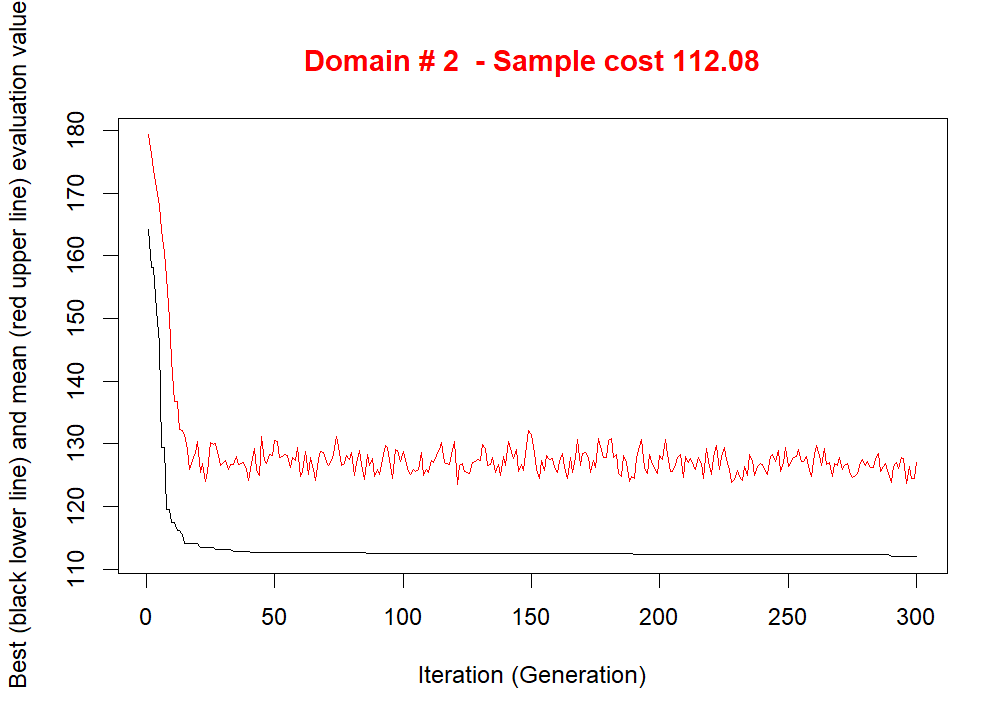 Domain # 2  - Sample cost 112.08
Best (black lower line) and mean (red upper line) evaluation value
180
170
160
150
140
130
120
110
0 50 100 150 200 250 300
Iteration (Generation)